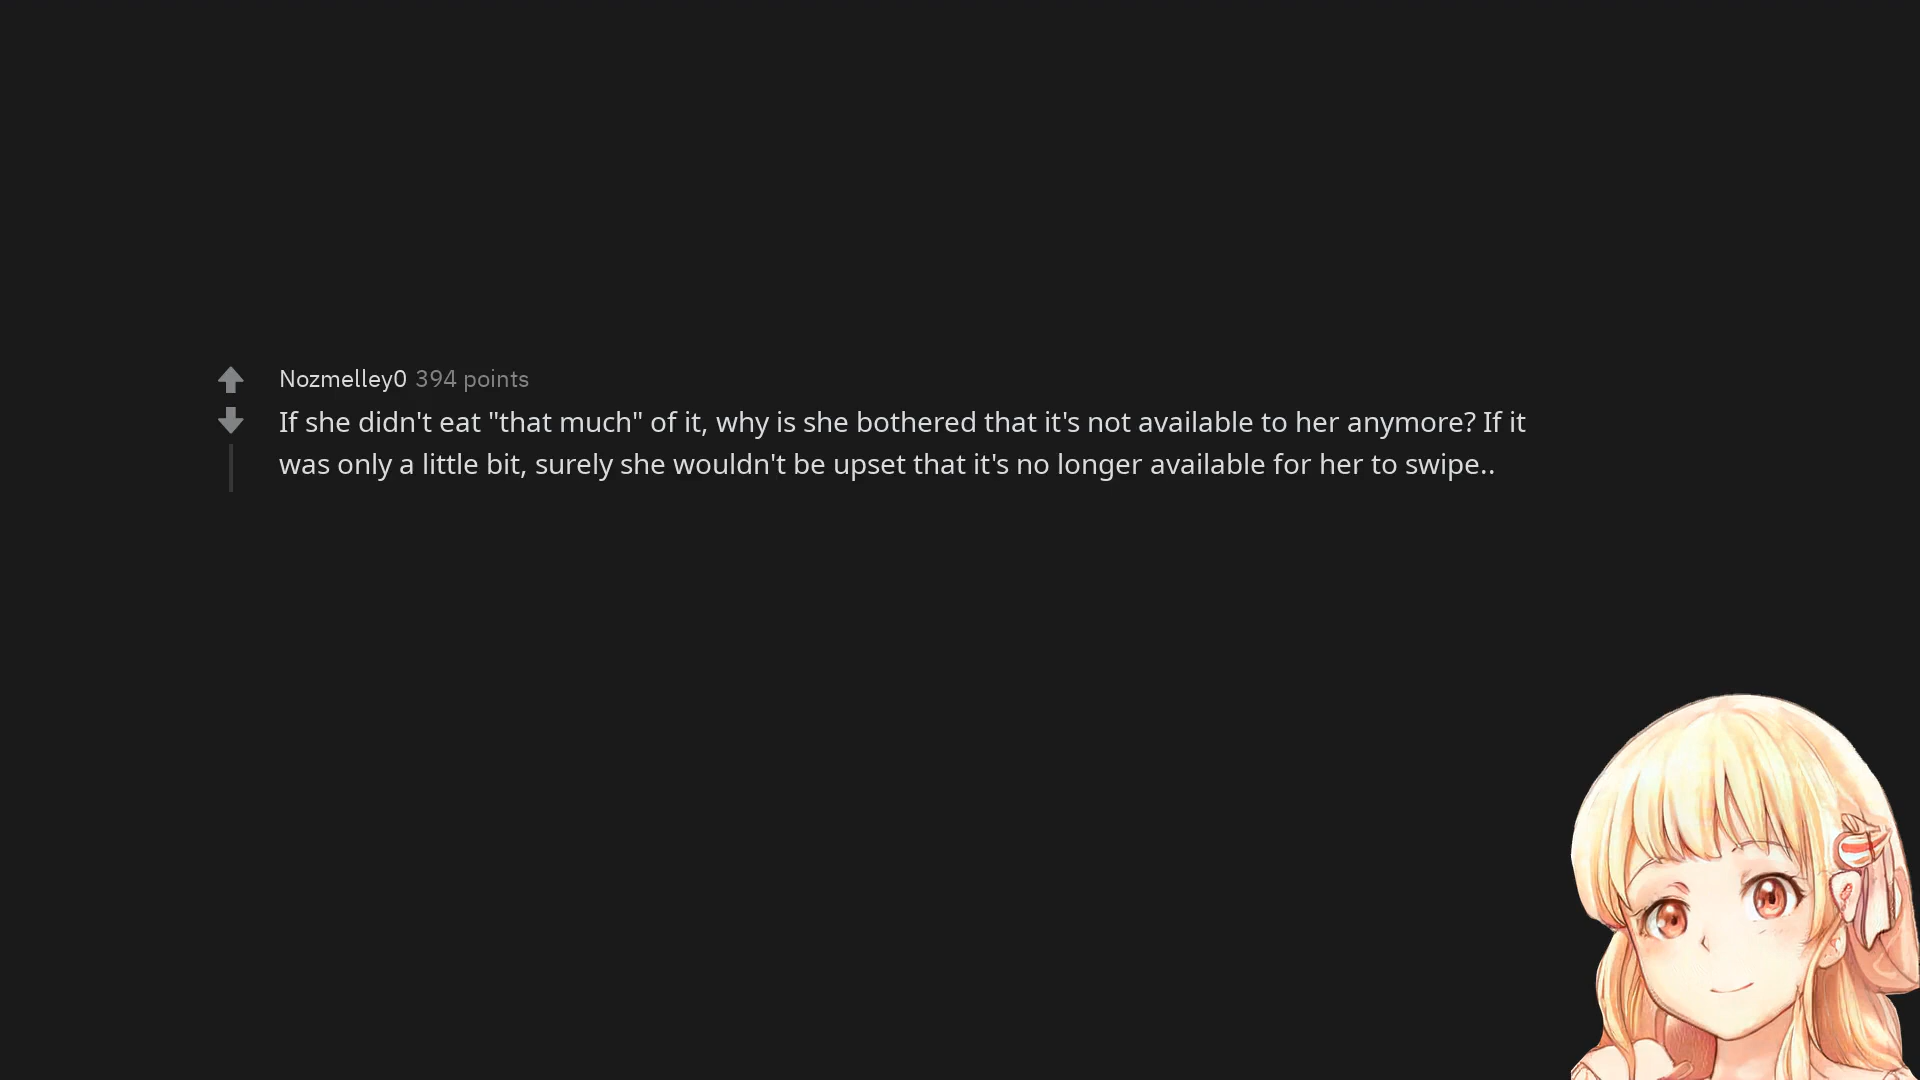 Nozmelley0 394 points
If she didn't eat "that much" of it, why is she bothered that it's not available to her anymore? If it
was only a little bit, surely she wouldn't be upset that it's no longer available for her to swipe..